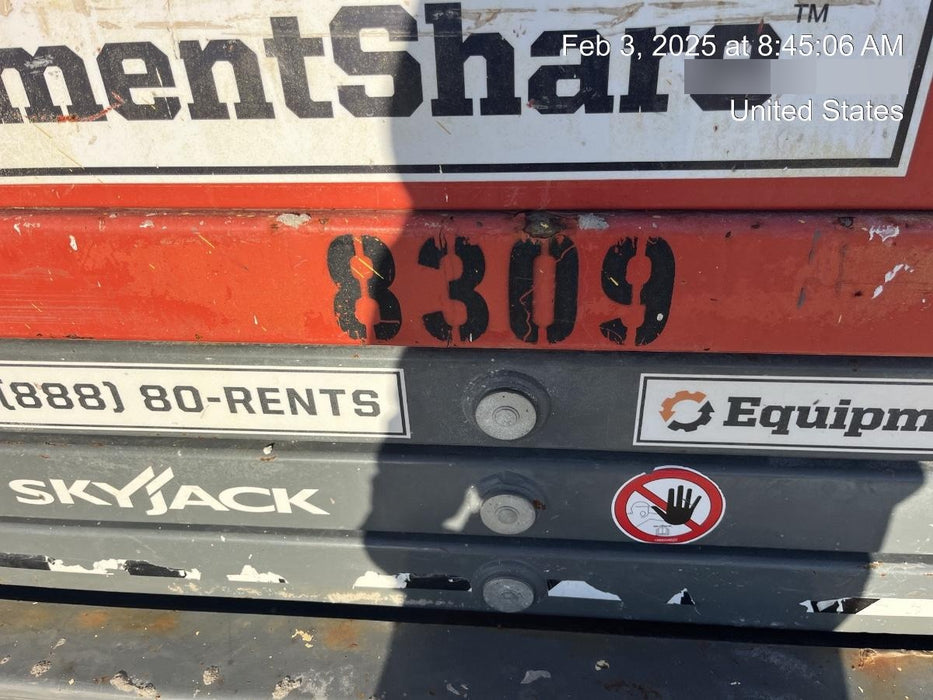 mentShare™
Feb 3, 2025 at 8:45:06 AM
United States
8309
(888) 80-RENTS
Equipm
SKYJACK